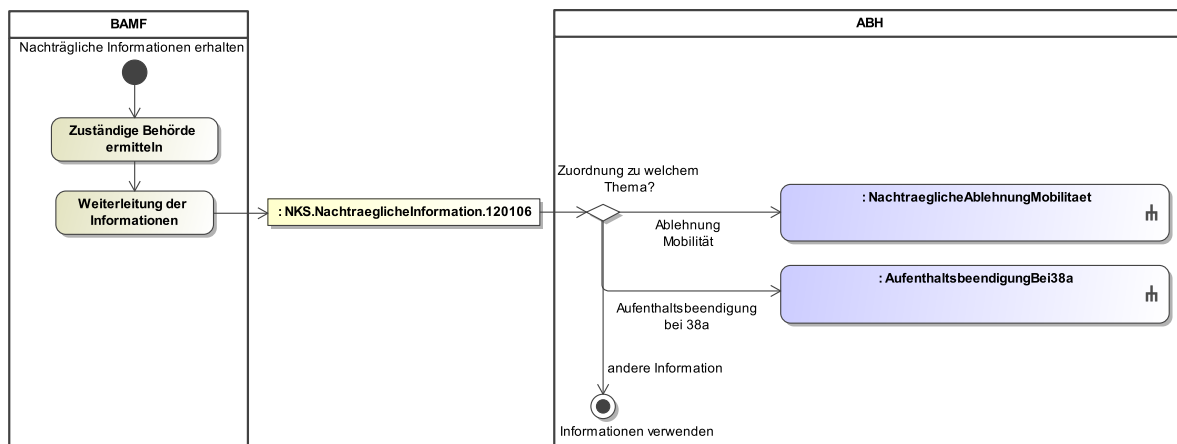 BAMF
Nachträgliche Informationen erhalten
Zuständige Behörde
ermitteln
Weiterleitung der
Informationen
: NKS.NachtraeglicheInformation.120106
ABH
Zuordnung zu welchem
Thema?
Ablehnung
Mobilität
: NachtraeglicheAblehnungMobilitaet
Aufenthaltsbeendigung
bei 38a
: AufenthaltsbeendigungBei38a
andere Information
Informationen verwenden